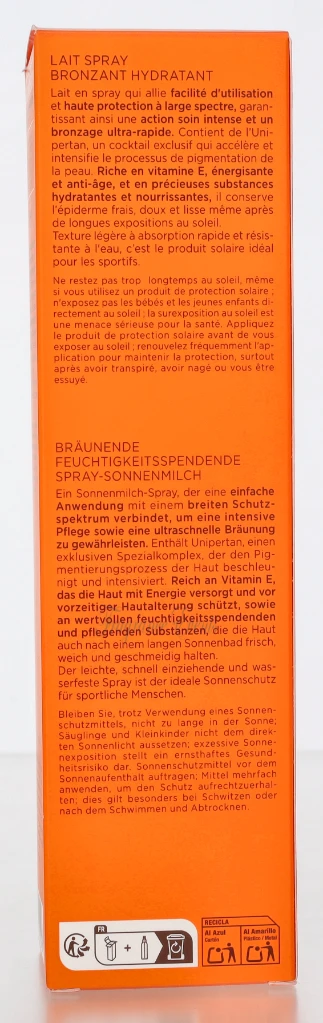 LAIT SPRAY
BRONZANT HYDRATANT
Lait en spray qui allie facilité d'utilisation
et haute protection à large spectre, garan-
tissant ainsi une action soin intense et un
bronzage ultra-rapide. Contient de l'Uni-
pertan, un cocktail exclusif qui accélère et
intensifie le processus de pigmentation de
la peau. Riche en vitamine E, énergisante
et anti-âge, et en précieuses substances
hydratantes et nourrissantes, il conserve
l'épiderme frais, doux et lisse même après
de longues expositions au soleil.
Texture légère à absorption rapide et résis-
tante à l'eau, c'est le produit solaire idéal
pour les sportifs.
Ne restez pas trop longtemps au soleil, même
si vous utilisez un produit de protection solaire ;
n'exposez pas les bébés et les jeunes enfants di-
rectement au soleil ; la surexposition au soleil est
une menace sérieuse pour la santé. Appliquez
le produit de protection solaire avant de vous
exposer au soleil ; renouvelez fréquemment l'ap-
plication pour maintenir la protection, surtout
après avoir transpiré, avoir nagé ou vous être
essuyé.
BRÄUNENDE
FEUCHTIGKEITSSPENDENDE
SPRAY-SONNENMILCH
Ein Sonnenmilch-Spray, der eine einfache
Anwendung mit einem breiten Schutz-
spektrum verbindet, um eine intensive
Pflege sowie eine ultraschnelle Bräunung
zu gewährleisten. Enthält Unipertan, einen
exklusiven Spezialkomplex, der den Pig-
mentierungsprozess der Haut beschleu-
nigt und intensiviert. Reich an Vitamin E,
das die Haut mit Energie versorgt und vor
vorzeitiger Hautalterung schützt, sowie
an wertvollen feuchtigkeitsspendenden
und pflegenden Substanzen, die die Haut
auch nach einem langen Sonnenbad frisch,
weich und geschmeidig halten.
Der leichte, schnell einziehende und was-
serfeste Spray ist der ideale Sonnenschutz
für sportliche Menschen.
Bleiben Sie, trotz Verwendung eines Sonnen-
schutzmittels, nicht zu lange in der Sonne;
Säuglinge und Kleinkinder nicht dem direk-
ten Sonnenlicht aussetzen; exzessive Sonne-
nexposition stellt ein ernsthaftes Gesund-
heitsrisiko dar. Sonnenschutzmittel vor dem
Sonnenaufenthalt auftragen; Mittel mehrfach
anwenden, um den Schutz aufrechtzuerhal-
ten; dies gilt besonders bei Schwitzen oder
nach dem Schwimmen und Abtrocknen.
FR
RECICLA
Al Azul
Cartón
Al Amarillo
Plástico / Metal